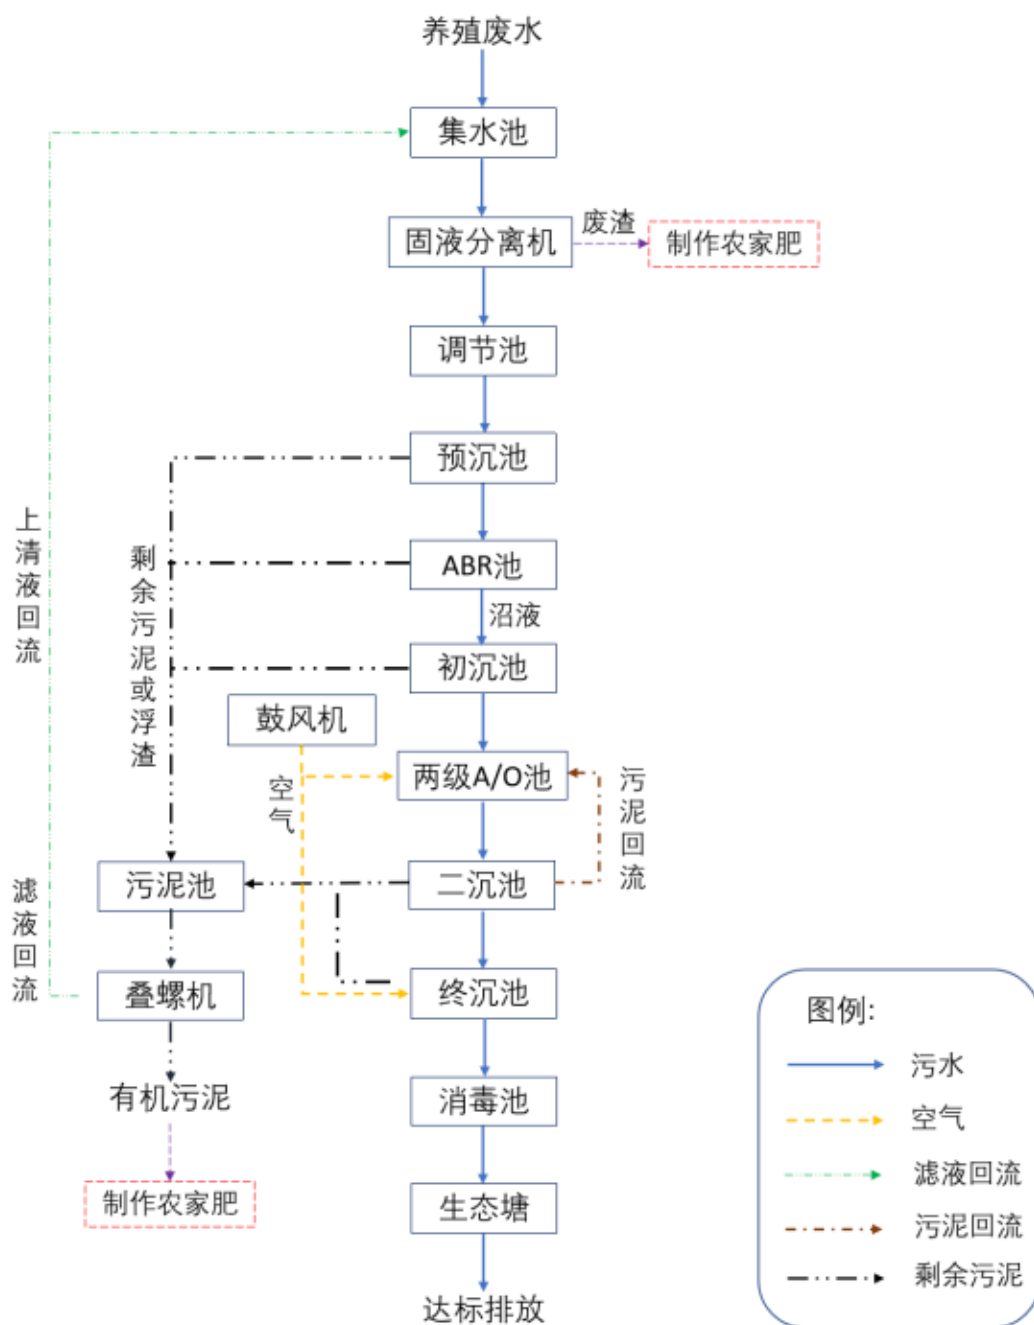 养殖废水
集水池
固液分离机
废渣
制作农家肥
调节池
预沉池
ABR池
沼液
初沉池
鼓风机
空气
两级A/O池
污泥回流
二沉池
终沉池
消毒池
生态塘
达标排放
上清液回流
滤液回流
剩余污泥或浮渣
污泥池
叠螺机
有机污泥
制作农家肥
图例:
污水
空气
滤液回流
污泥回流
剩余污泥